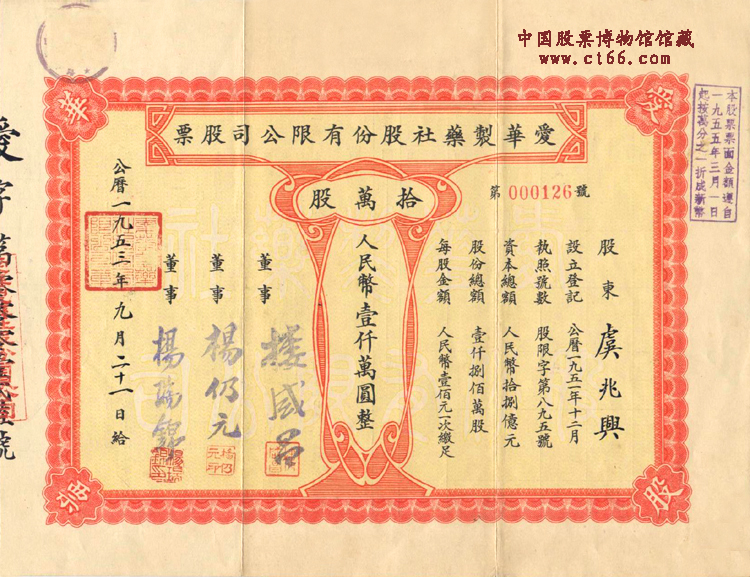 中国股票博物馆馆藏
www.ct66.com
愛
華
股
票
愛華製藥社股份有限公司股票
第000126號
拾萬股
股東 虞兆興
設立登記 公曆一九五一年十二月
執照號數 股限字第八九五號
資本總額 人民幣拾捌億元
股份總額 壹仟捌佰萬股
每股金額 人民幣壹佰元一次繳足
人民幣壹仟萬圓整
董事
董事 楊仍元
董事 楊
公曆一九五三年九月二十一日給
本股票票面金額遵自
一九五五年三月一日
起按萬分之一折成新幣